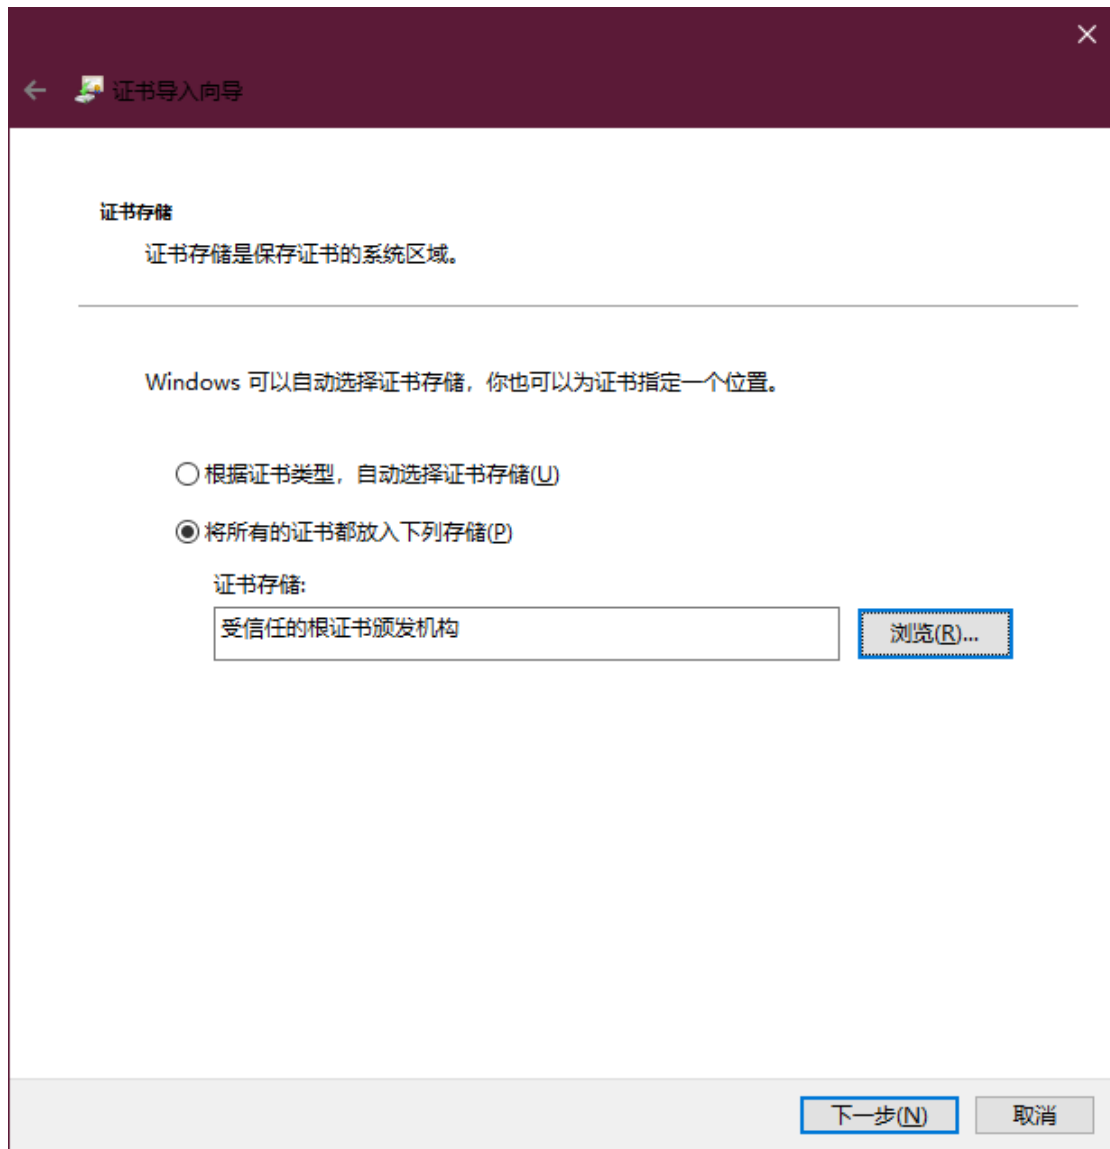 证书导入向导
证书存储
证书存储是保存证书的系统区域。
Windows 可以自动选择证书存储，你也可以为证书指定一个位置。
根据证书类型，自动选择证书存储(U)
将所有的证书都放入下列存储(P)
证书存储:
受信任的根证书颁发机构
浏览(R)...
下一步(N)
取消